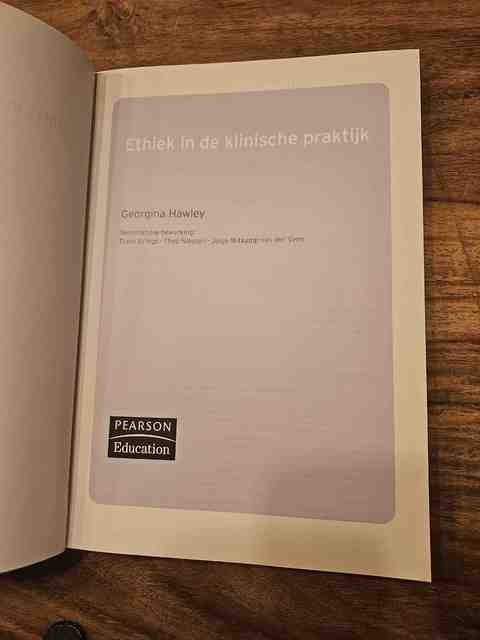 Ethiek in de klinische praktijk
Georgina Hawley
Nederlandse bewerking:
PEARSON
Education